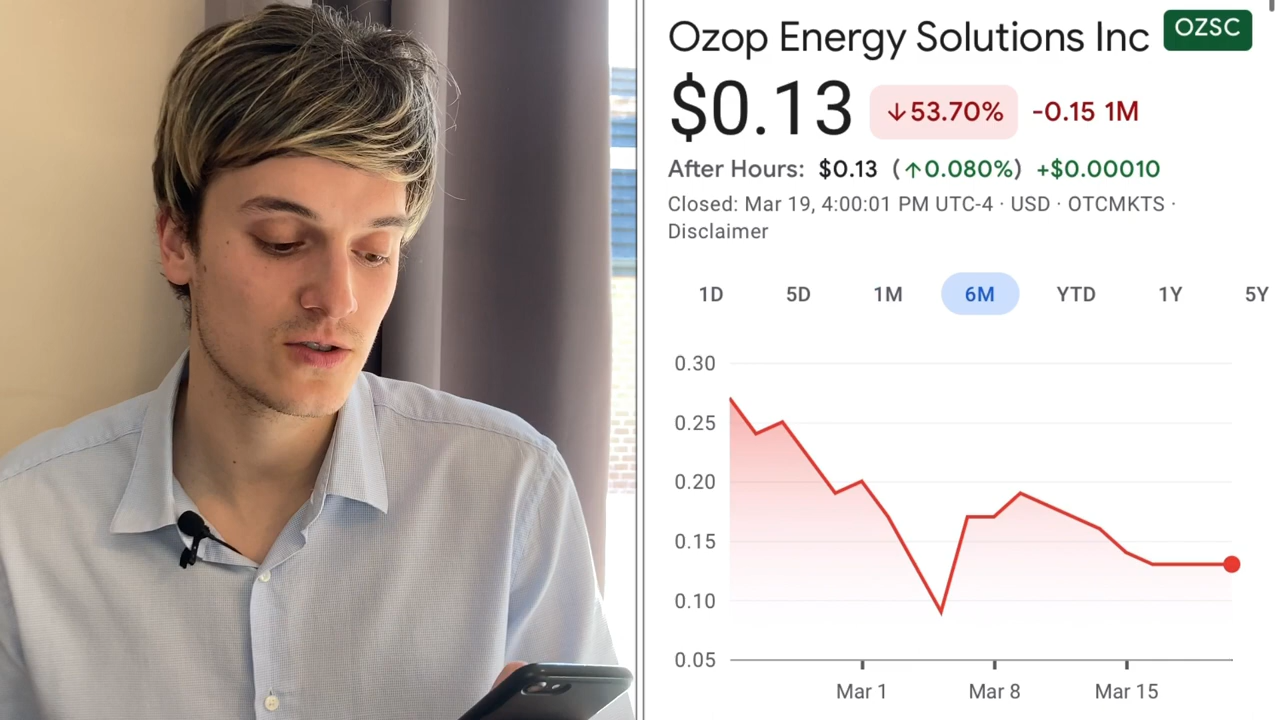 Ozop Energy Solutions Inc OZSC
$0.13 ↓53.70% -0.15 1M
After Hours: $0.13 (↑0.080%) +$0.00010
Closed: Mar 19, 4:00:01 PM UTC-4 · USD · OTCMKTS ·
Disclaimer
1D 5D 1M 6M YTD 1Y 5Y
0.30
0.25
0.20
0.15
0.10
0.05
Mar 1 Mar 8 Mar 15